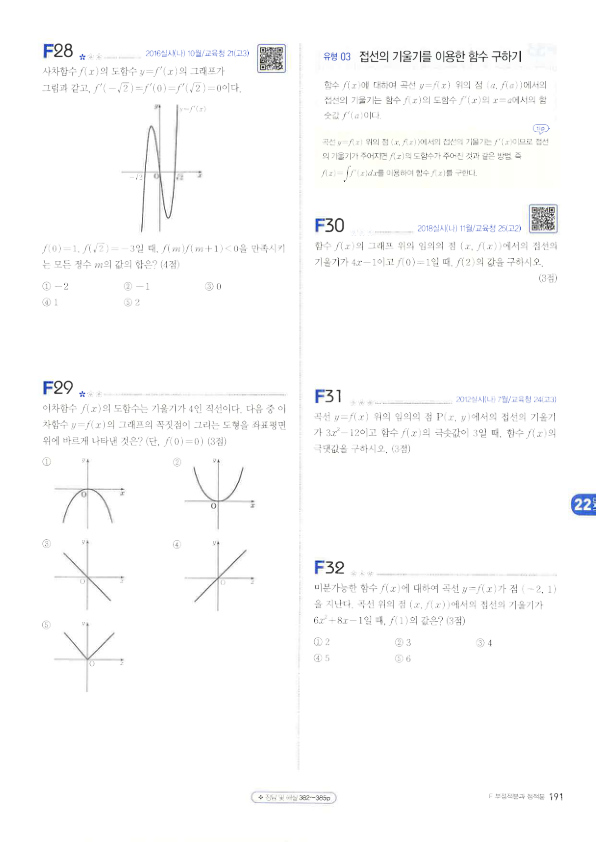 F28
2016실시(나) 10월/교육청 21(고3)
사차함수 f(x)의 도함수 y=f′(x)의 그래프가
그림과 같고, f′(−√2)=f′(0)=f′(√2)=0이다.
y=f′(x)
−√2 O √2 x
f(0)=1, f(√2)=−3일 때, f(m)f(m+1)<0을 만족시키
는 모든 정수 m의 값의 합은? (4점)
① −2 ② −1 ③ 0
④ 1 ⑤ 2
F29
이차함수 f(x)의 도함수는 기울기가 4인 직선이다. 다음 중 이
차함수 y=f(x)의 그래프의 꼭짓점이 그리는 도형을 좌표평면
위에 바르게 나타낸 것은? (단, f(0)=0) (3점)
① y O x
② y O x
③ y O x
④ y O x
⑤ y O x
유형 03 접선의 기울기를 이용한 함수 구하기
함수 f(x)에 대하여 곡선 y=f(x) 위의 점 (a, f(a))에서의
접선의 기울기는 함수 f(x)의 도함수 f′(x)의 x=a에서의 함
숫값 f′(a)이다.
tip
곡선 y=f(x) 위의 점 (x, f(x))에서의 접선의 기울기는 f′(x)이므로 접선
의 기울기가 주어지면 f(x)의 도함수가 주어진 것과 같은 방법, 즉
f(x)=∫f′(x)dx를 이용하여 함수 f(x)를 구한다.
F30
2018실시(나) 11월/교육청 25(고2)
함수 f(x)의 그래프 위의 임의의 점 (x, f(x))에서의 접선의
기울기가 4x−1이고 f(0)=1일 때, f(2)의 값을 구하시오.
(3점)
F31
2012실시(나) 7월/교육청 24(고3)
곡선 y=f(x) 위의 임의의 점 P(x, y)에서의 접선의 기울기
가 3x²−12이고 함수 f(x)의 극솟값이 3일 때, 함수 f(x)의
극댓값을 구하시오. (3점)
22
F32
미분가능한 함수 f(x)에 대하여 곡선 y=f(x)가 점 (−2, 1)
을 지난다. 곡선 위의 점 (x, f(x))에서의 접선의 기울기가
6x²+8x−1일 때, f(1)의 값은? (3점)
① 2 ② 3 ③ 4
④ 5 ⑤ 6
정답 및 해설 382~385p
F 부정적분과 정적분 191